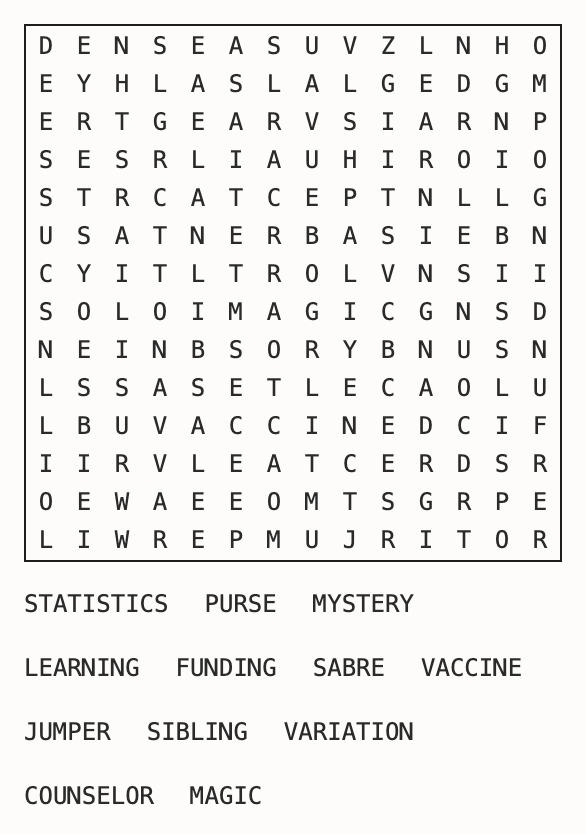 D E N S E A S U V Z L N H O
E Y H L A S L A L G E D G M
E R T G E A R V S I A R N P
S E S R L I A U H I R O I O
S T R C A T C E P T N L L G
U S A T N E R B A S I E B N
C Y I T L T R O L V N S I I
S O L O I M A G I C G N S D
N E I N B S O R Y B N U S N
L S S A S E T L E C A O L U
L B U V A C C I N E D C I F
I I R V L E A T C E R D S R
O E W A E E O M T S G R P E
L I W R E P M U J R I T O R
STATISTICS PURSE MYSTERY
LEARNING FUNDING SABRE VACCINE
JUMPER SIBLING VARIATION
COUNSELOR MAGIC